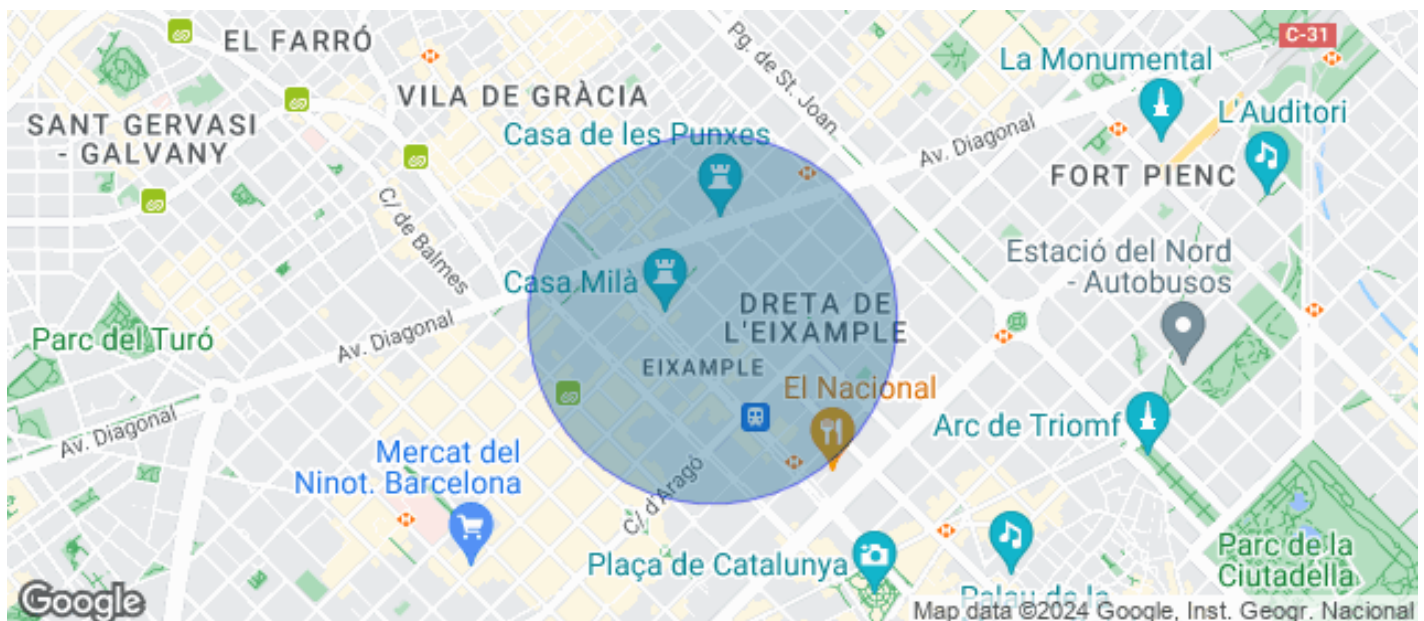 EL FARRÓ
Pg. de St. Joan
C-31
La Monumental
VILA DE GRÀCIA
L'Auditori
SANT GERVASI
- GALVANY
Casa de les Punxes
Av. Diagonal
FORT PIENC
C/ de Balmes
Estació del Nord
- Autobusos
Casa Milà
DRETA DE
L'EIXAMPLE
Parc del Turó
Av. Diagonal
EIXAMPLE
El Nacional
Av. Diagonal
Arc de Triomf
Mercat del
Ninot. Barcelona
C/ d'Aragó
Plaça de Catalunya
Parc de la
Ciutadella
Palau de la
Google
Map data ©2024 Google, Inst. Geogr. Nacional